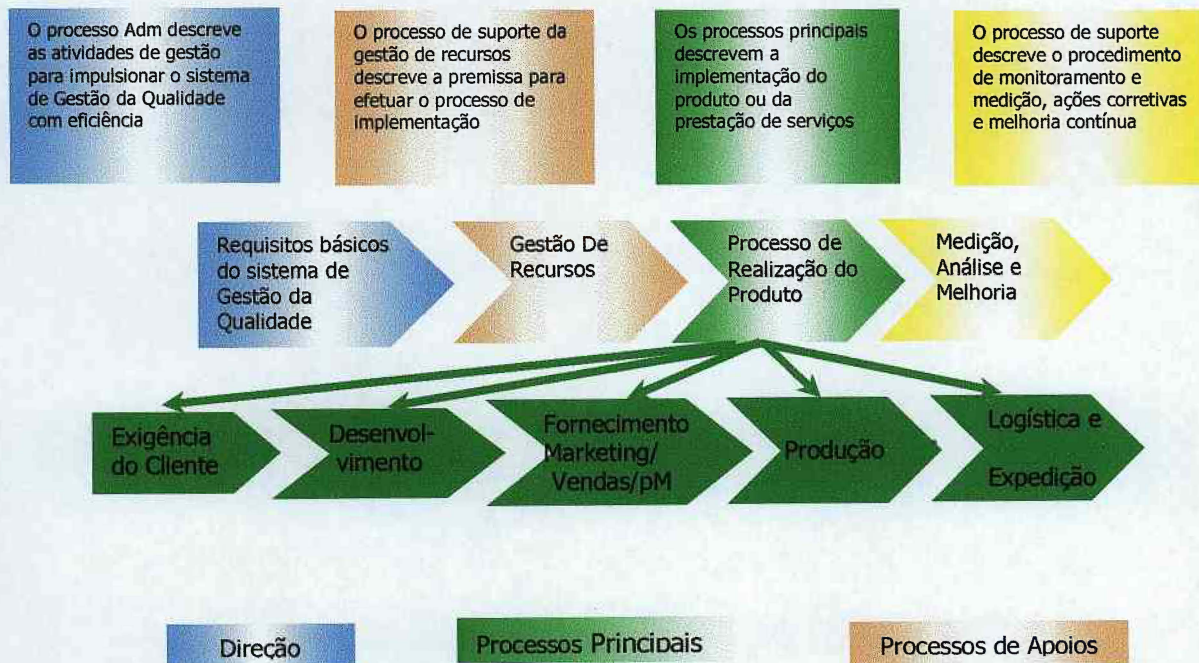 O processo Adm descreve
as atividades de gestão
para impulsionar o sistema
de Gestão da Qualidade
com eficiência
O processo de suporte da
gestão de recursos
descreve a premissa para
efetuar o processo de
implementação
Os processos principais
descrevem a
implementação do
produto ou da
prestação de serviços
O processo de suporte
descreve o procedimento
de monitoramento e
medição, ações corretivas
e melhoria contínua
Requisitos básicos
do sistema de
Gestão da
Qualidade
Gestão De
Recursos
Processo de
Realização do
Produto
Medição,
Análise e
Melhoria
Exigência
do Cliente
Desenvol-
vimento
Fornecimento
Marketing/
Vendas/pM
Produção
Logística e
Expedição
Direção
Processos Principais
Processos de Apoios